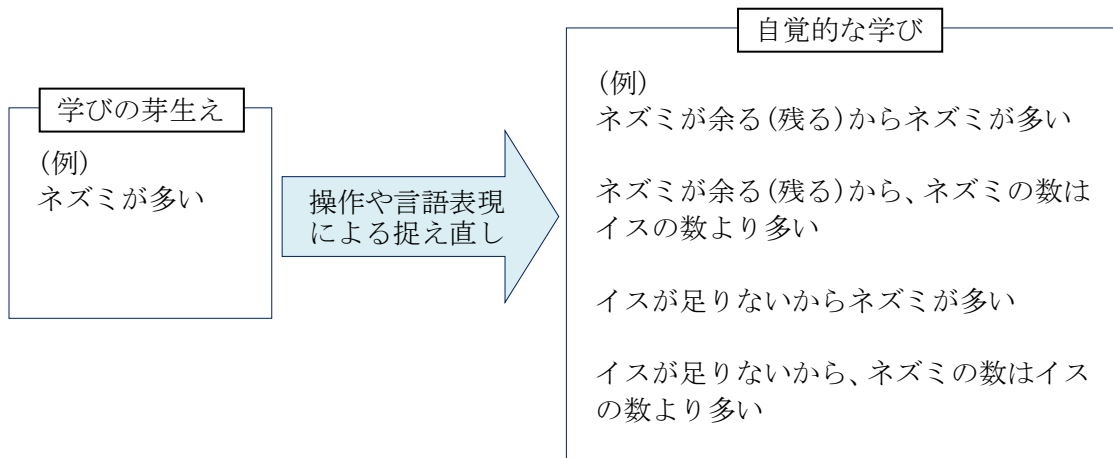 学びの芽生え
(例)
ネズミが多い
操作や言語表現
による捉え直し
自覚的な学び
(例)
ネズミが余る(残る)からネズミが多い
ネズミが余る(残る)から、ネズミの数は
イスの数より多い
イスが足りないからネズミが多い
イスが足りないから、ネズミの数はイス
の数より多い